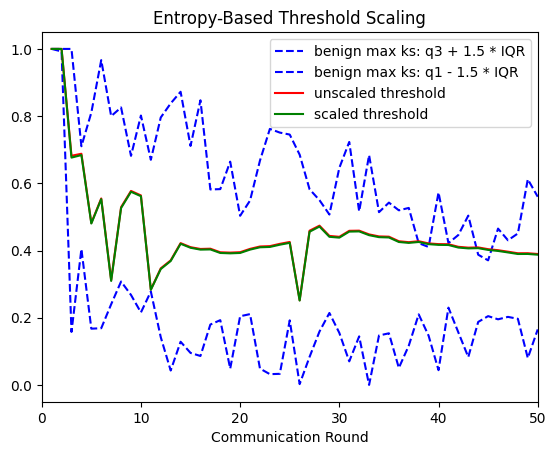 Entropy-Based Threshold Scaling
benign max ks: q3 + 1.5 * IQR
benign max ks: q1 - 1.5 * IQR
unscaled threshold
scaled threshold
1.0
0.8
0.6
0.4
0.2
0.0
0 10 20 30 40 50
Communication Round